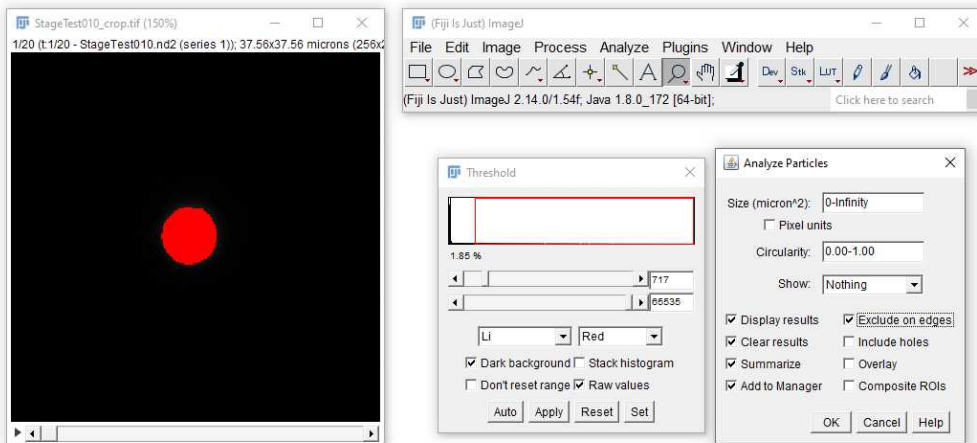 StageTest010_crop.tif (150%)
1/20 (t:1/20 - StageTest010.nd2 (series 1)); 37.56x37.56 microns (256x2
(Fiji Is Just) ImageJ
File Edit Image Process Analyze Plugins Window Help
Dev Stk LUT
(Fiji Is Just) ImageJ 2.14.0/1.54f; Java 1.8.0_172 [64-bit];
Click here to search
Threshold
1.85 %
717
65535
Li Red
Dark background Stack histogram
Don't reset range Raw values
Auto Apply Reset Set
Analyze Particles
Size (micron^2): 0-Infinity
Pixel units
Circularity: 0.00-1.00
Show: Nothing
Display results Exclude on edges
Clear results Include holes
Summarize Overlay
Add to Manager Composite ROIs
OK Cancel Help